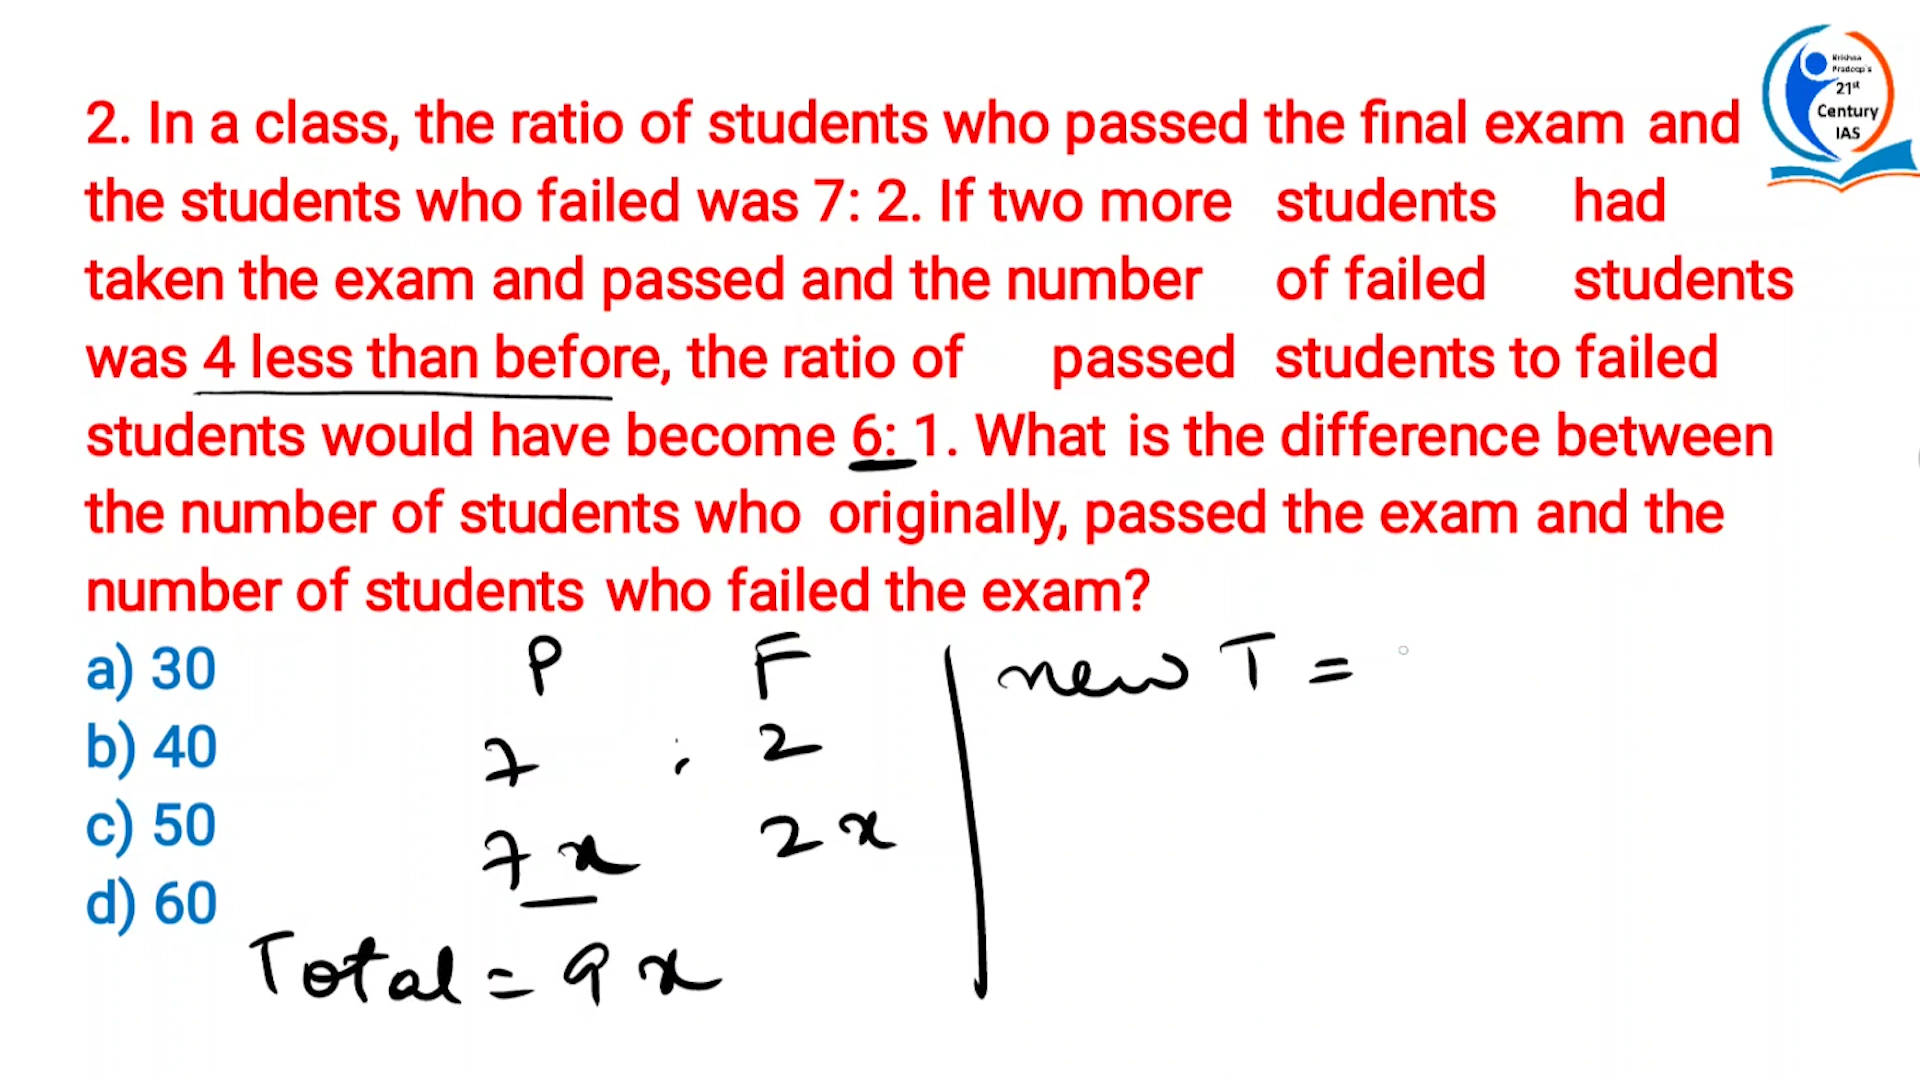 Krishna
Pradeep's
21st
Century
IAS
2. In a class, the ratio of students who passed the final exam and
the students who failed was 7: 2. If two more students had
taken the exam and passed and the number of failed students
was 4 less than before, the ratio of passed students to failed
students would have become 6: 1. What is the difference between
the number of students who originally, passed the exam and the
number of students who failed the exam?
a) 30
b) 40
c) 50
d) 60
P F
7 : 2
7x 2x
Total = 9x
new T =